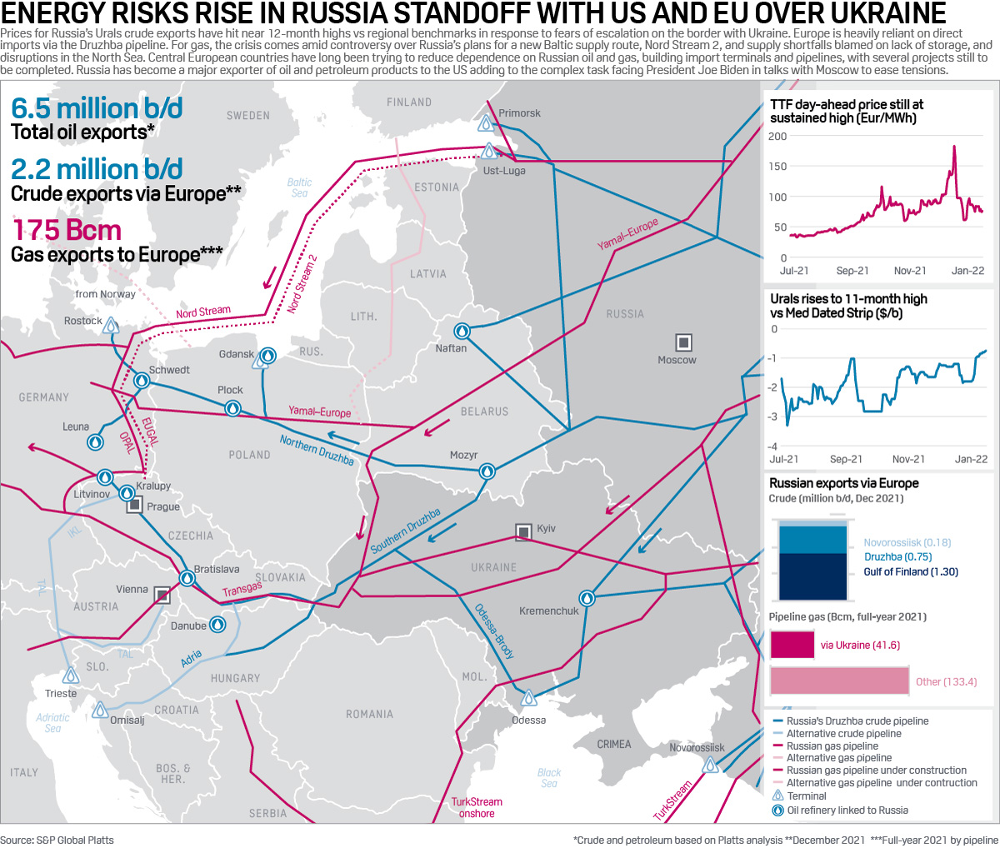 ENERGY RISKS RISE IN RUSSIA STANDOFF WITH US AND EU OVER UKRAINE
Prices for Russia's Urals crude exports have hit near 12-month highs vs regional benchmarks in response to fears of escalation on the border with Ukraine. Europe is heavily reliant on direct
imports via the Druzhba pipeline. For gas, the crisis comes amid controversy over Russia's plans for a new Baltic supply route, Nord Stream 2, and supply shortfalls blamed on lack of storage, and
disruptions in the North Sea. Central European countries have long been trying to reduce dependence on Russian oil and gas, building import terminals and pipelines, with several projects still to
be completed. Russia has become a major exporter of oil and petroleum products to the US adding to the complex task facing President Joe Biden in talks with Moscow to ease tensions.
6.5 million b/d
Total oil exports*
2.2 million b/d
Crude exports via Europe**
175 Bcm
Gas exports to Europe***
SWEDEN
FINLAND
Primorsk
Ust-Luga
Baltic
Sea
ESTONIA
Yamal–Europe
Nord Stream 2
LATVIA
from Norway
Nord Stream
Rostock
LITH.
RUSSIA
Naftan
Gdansk
RUS.
Moscow
Schwedt
GERMANY
Plock
Yamal–Europe
BELARUS
Leuna
OPAL
EUGAL
Northern Druzhba
POLAND
Mozyr
Litvinov
Kralupy
Prague
IKL
CZECHIA
Southern Druzhba
Kyiv
TAL
Bratislava
SLOVAKIA
UKRAINE
Vienna
Transgas
AUSTRIA
Danube
Kremenchuk
Odessa-Brody
TAL
Adria
SLO.
HUNGARY
MOL.
Trieste
CROATIA
ROMANIA
Odessa
Adriatic
Sea
Omisalj
CRIMEA
Novorossiisk
ITALY
BOS. &
HER.
Black
Sea
SERBIA
TurkStream
onshore
TurkStream
TTF day-ahead price still at
sustained high (Eur/MWh)
200
150
100
50
0
Jul-21 Sep-21 Nov-21 Jan-22
Urals rises to 11-month high
vs Med Dated Strip ($/b)
0
-1
-2
-3
-4
Jul-21 Sep-21 Nov-21 Jan-22
Russian exports via Europe
Crude (million b/d, Dec 2021)
Novorossiisk (0.18)
Druzhba (0.75)
Gulf of Finland (1.30)
Pipeline gas (Bcm, full-year 2021)
via Ukraine (41.6)
Other (133.4)
Russia's Druzhba crude pipeline
Alternative crude pipeline
Russian gas pipeline
Alternative gas pipeline
Russian gas pipeline under construction
Alternative gas pipeline under contruction
Terminal
Oil refinery linked to Russia
Source: S&P Global Platts
*Crude and petroleum based on Platts analysis **December 2021 ***Full-year 2021 by pipeline